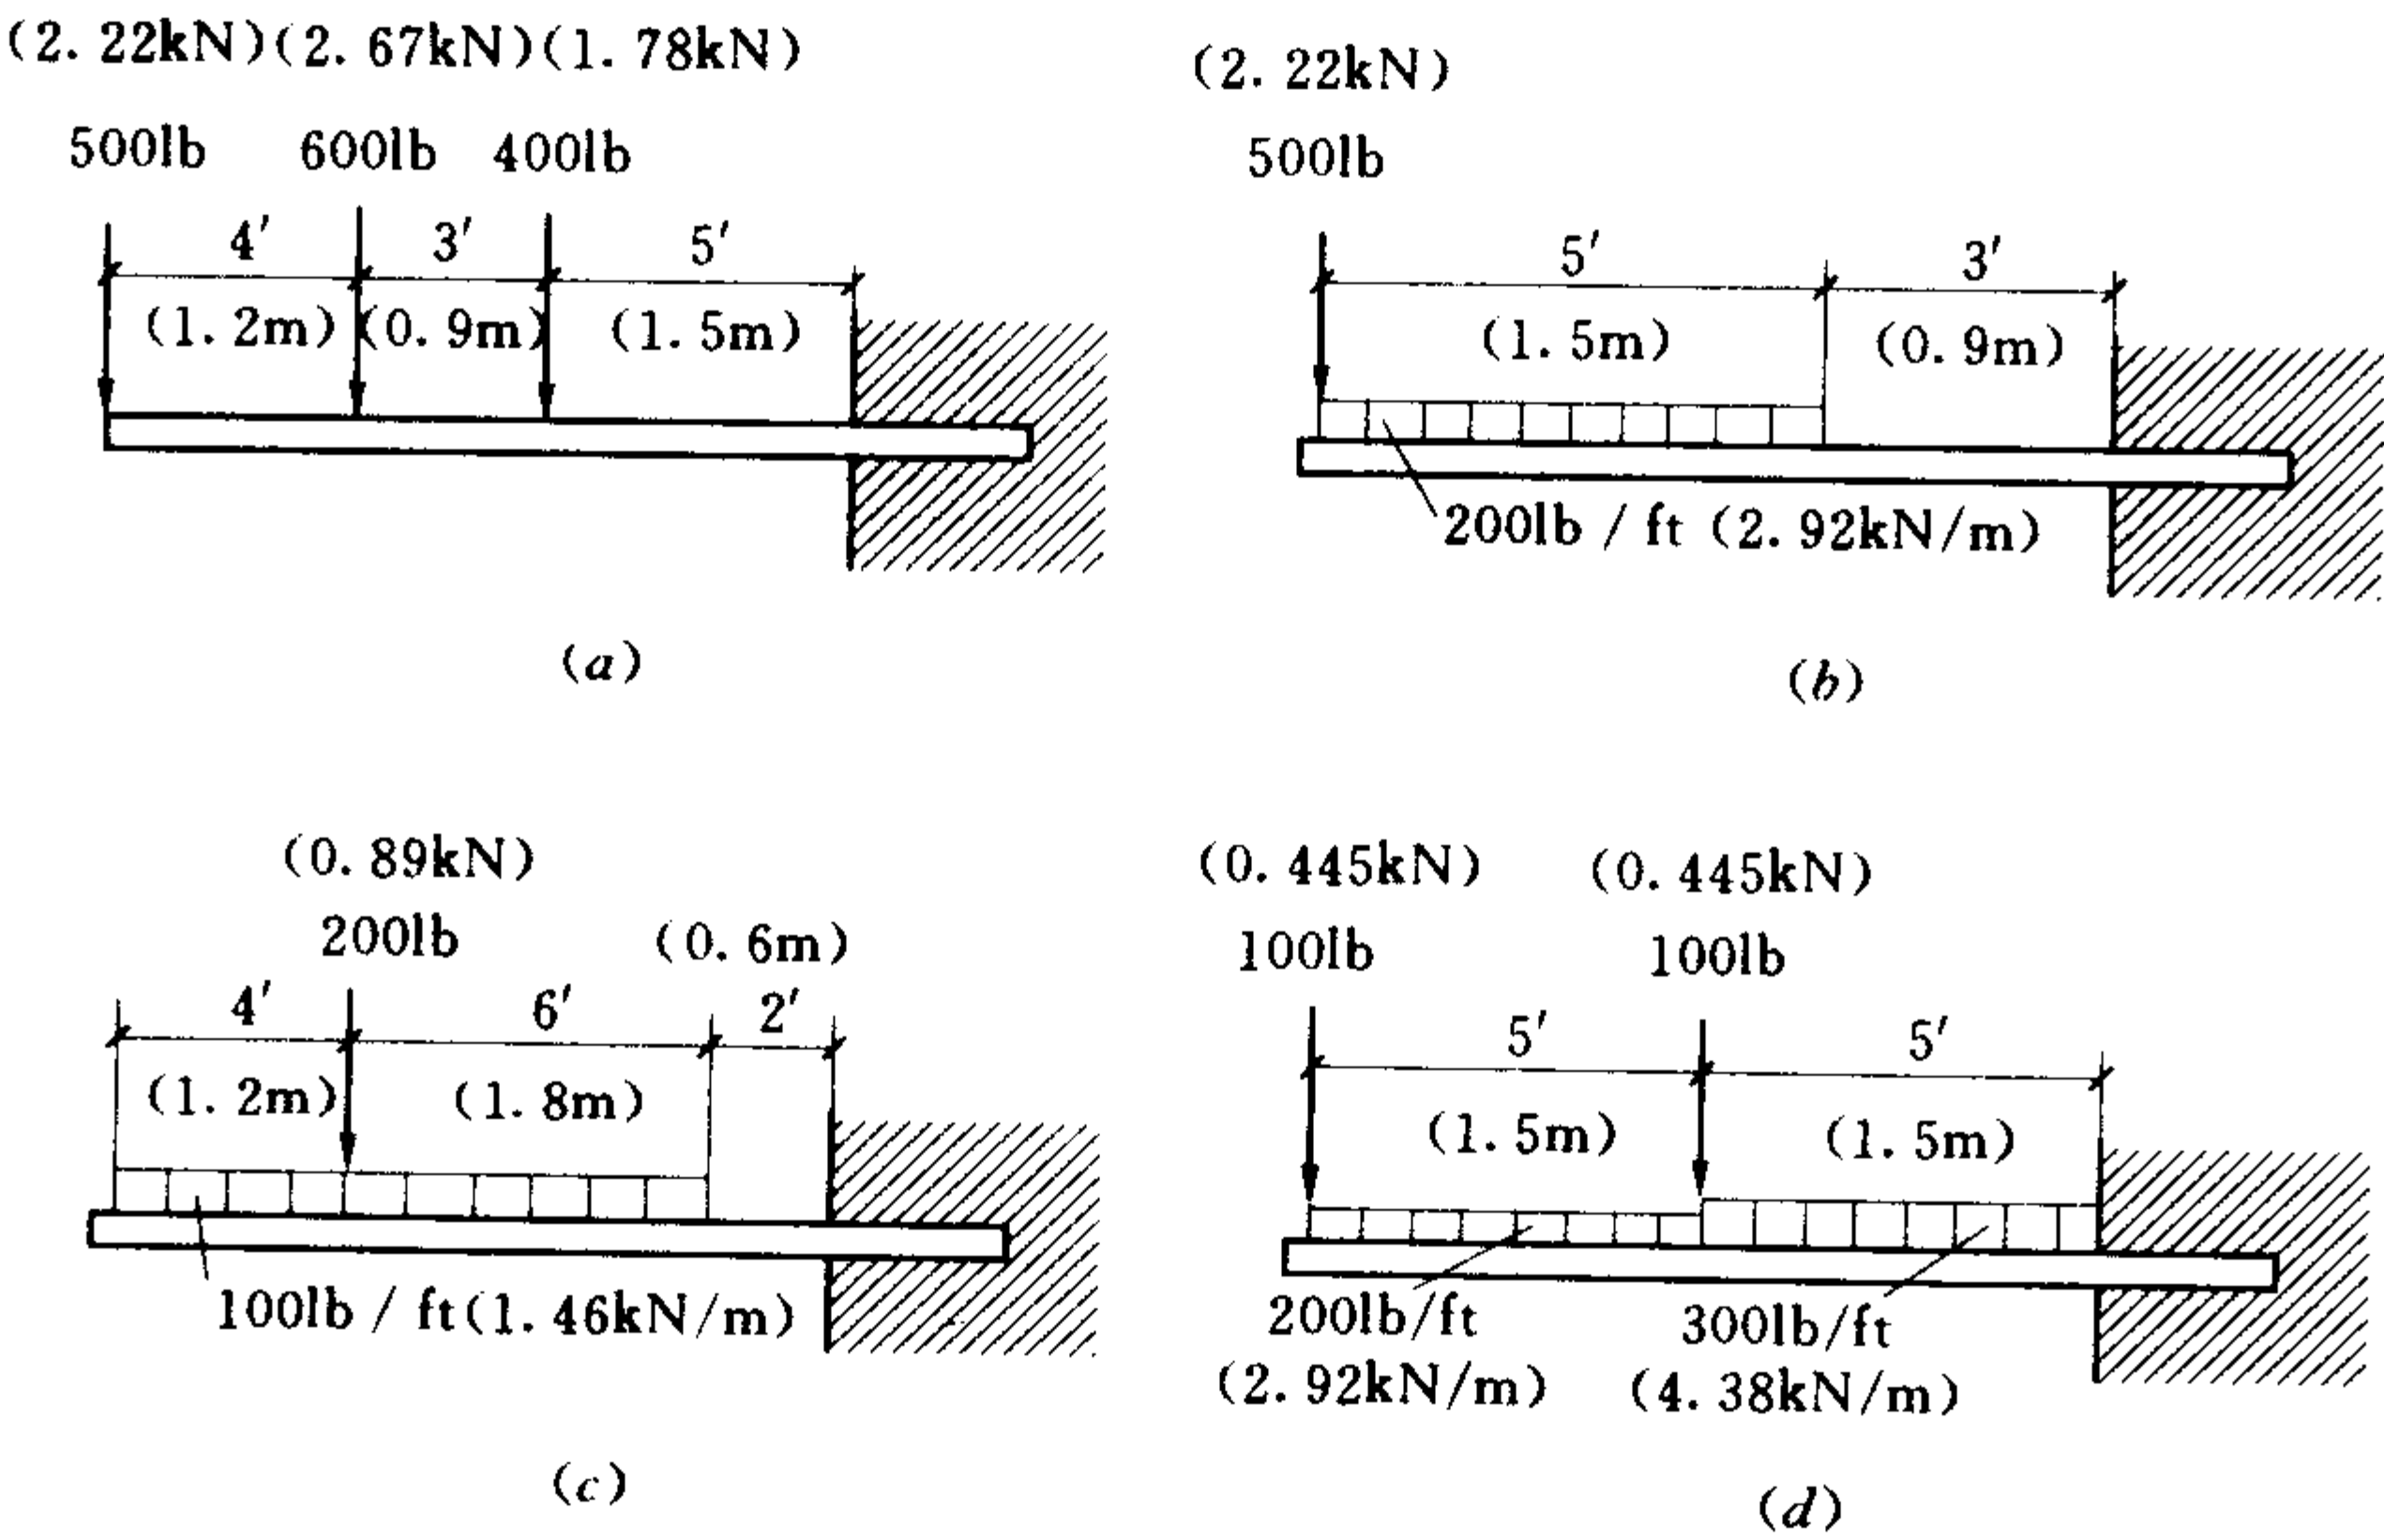 (2. 22kN)(2. 67kN)(1. 78kN)
500lb 600lb 400lb
4′ 3′ 5′
(1. 2m) (0. 9m) (1. 5m)
(a)
(2. 22kN)
500lb
5′ 3′
(1. 5m) (0. 9m)
200lb / ft (2. 92kN/m)
(b)
(0. 89kN)
200lb (0. 6m)
4′ 6′ 2′
(1. 2m) (1. 8m)
100lb / ft(1. 46kN/m)
(c)
(0. 445kN) (0. 445kN)
100lb 100lb
5′ 5′
(1. 5m) (1. 5m)
200lb/ft 300lb/ft
(2. 92kN/m) (4. 38kN/m)
(d)